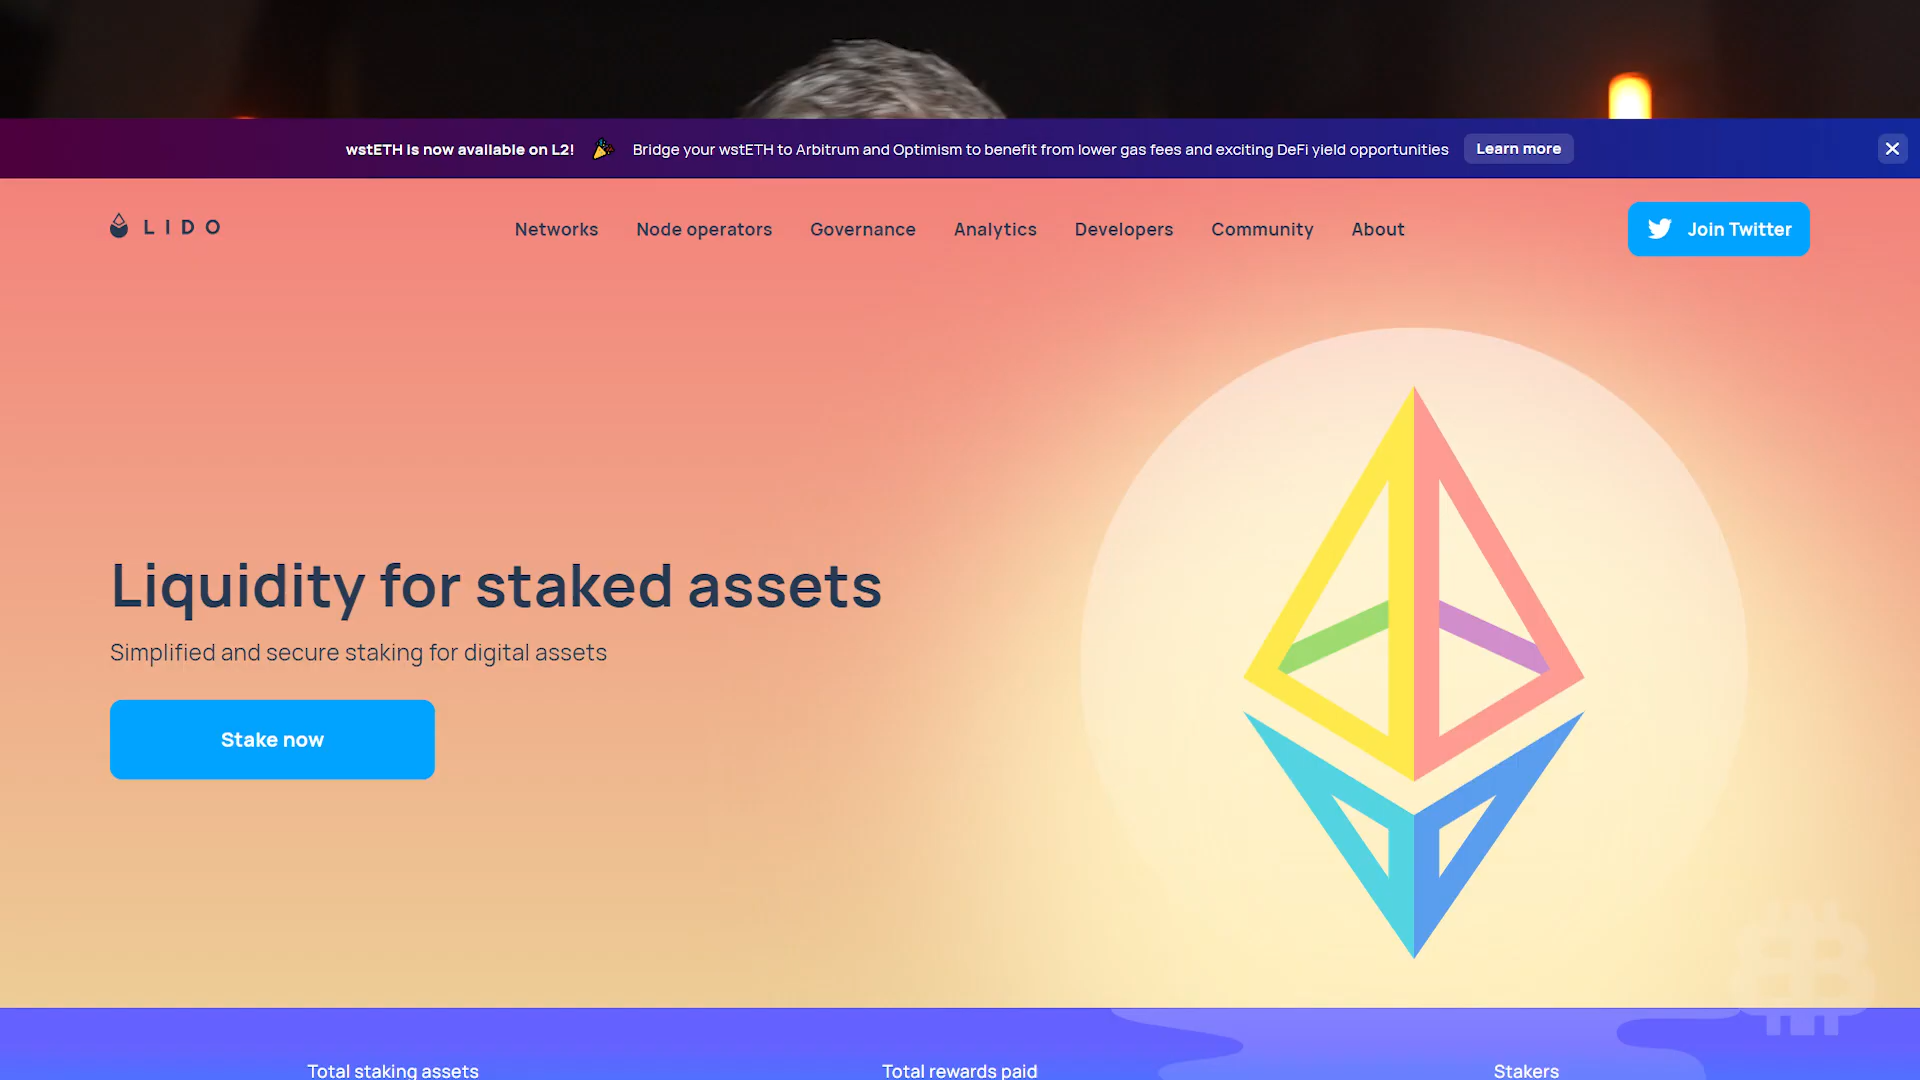 wstETH is now available on L2! Bridge your wstETH to Arbitrum and Optimism to benefit from lower gas fees and exciting DeFi yield opportunities Learn more
LIDO Networks Node operators Governance Analytics Developers Community About Join Twitter
Liquidity for staked assets
Simplified and secure staking for digital assets
Stake now
Total staking assets Total rewards paid Stakers